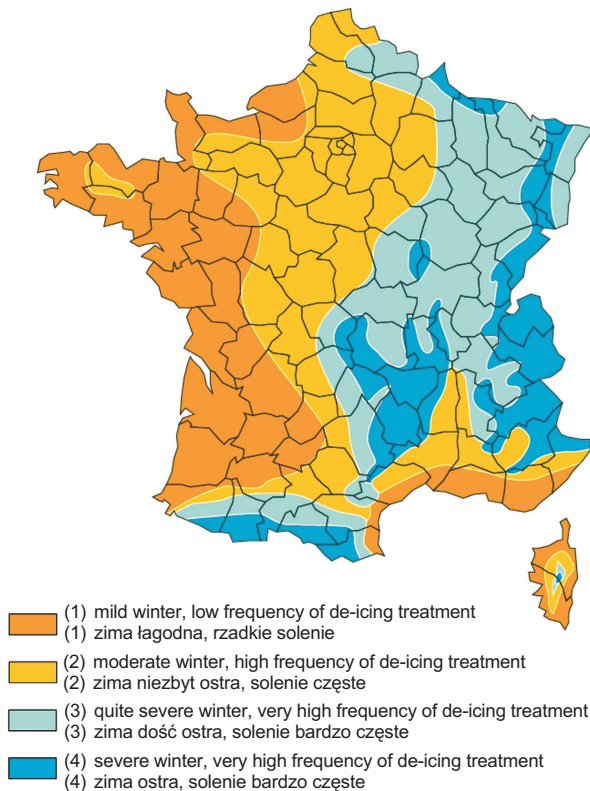 (1) mild winter, low frequency of de-icing treatment
(1) zima łagodna, rzadkie solenie
(2) moderate winter, high frequency of de-icing treatment
(2) zima niezbyt ostra, solenie częste
(3) quite severe winter, very high frequency of de-icing treatment
(3) zima dość ostra, solenie bardzo częste
(4) severe winter, very high frequency of de-icing treatment
(4) zima ostra, solenie bardzo częste